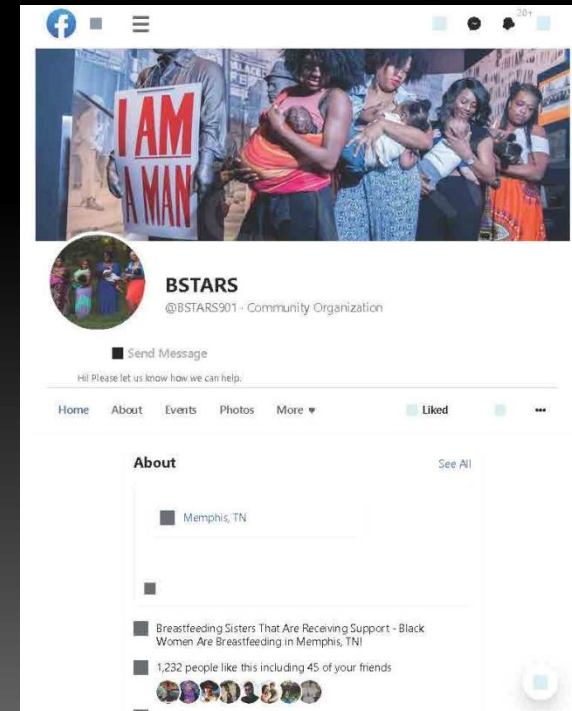 20+
PALACE
I AM
A MAN
BSTARS
@BSTARS901 · Community Organization
Send Message
Hi! Please let us know how we can help.
Home About Events Photos More ▾ Liked •••
About See All
Memphis, TN
Breastfeeding Sisters That Are Receiving Support - Black
Women Are Breastfeeding in Memphis, TN!
1,232 people like this including 45 of your friends